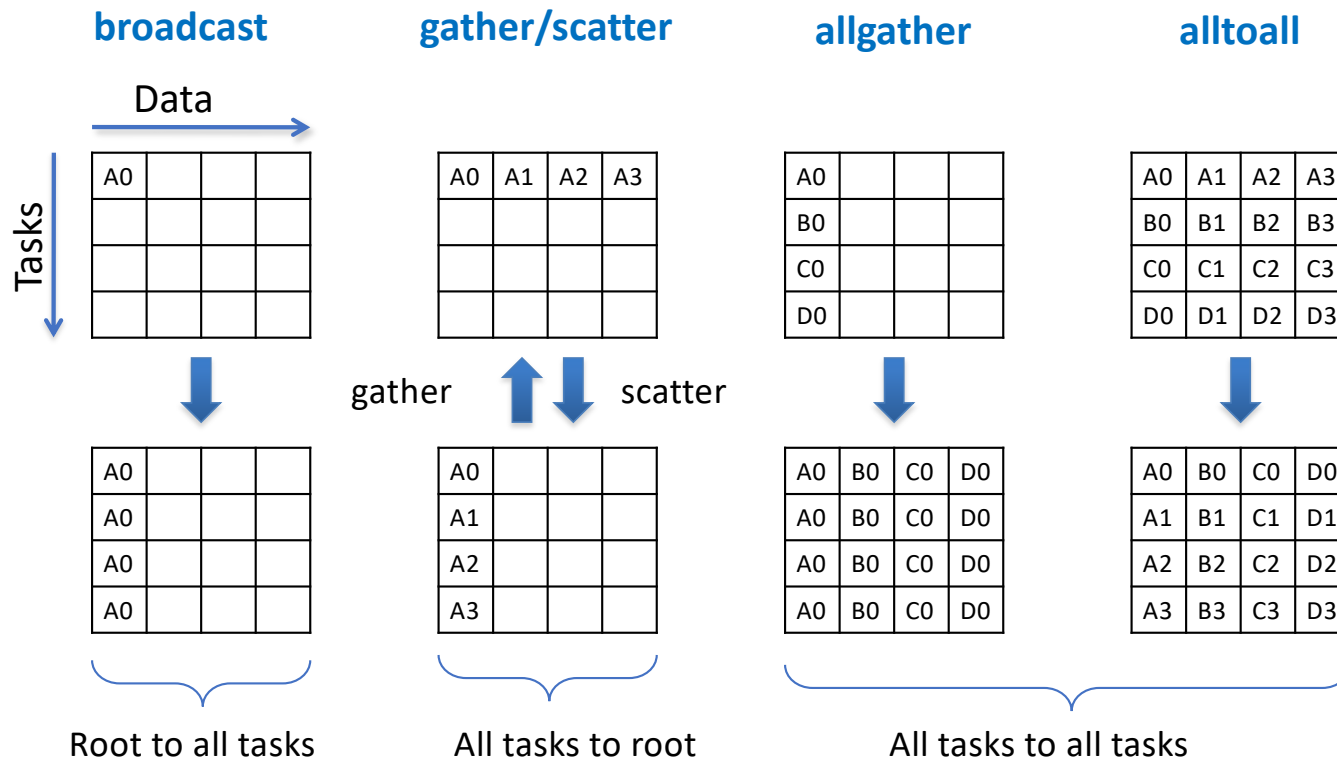 broadcast gather/scatter allgather alltoall
Data
Tasks
A0
A0 A1 A2 A3
A0
B0
C0
D0
A0 A1 A2 A3
B0 B1 B2 B3
C0 C1 C2 C3
D0 D1 D2 D3
gather scatter
A0
A0
A0
A0
A0
A1
A2
A3
A0 B0 C0 D0
A0 B0 C0 D0
A0 B0 C0 D0
A0 B0 C0 D0
A0 B0 C0 D0
A1 B1 C1 D1
A2 B2 C2 D2
A3 B3 C3 D3
Root to all tasks
All tasks to root
All tasks to all tasks